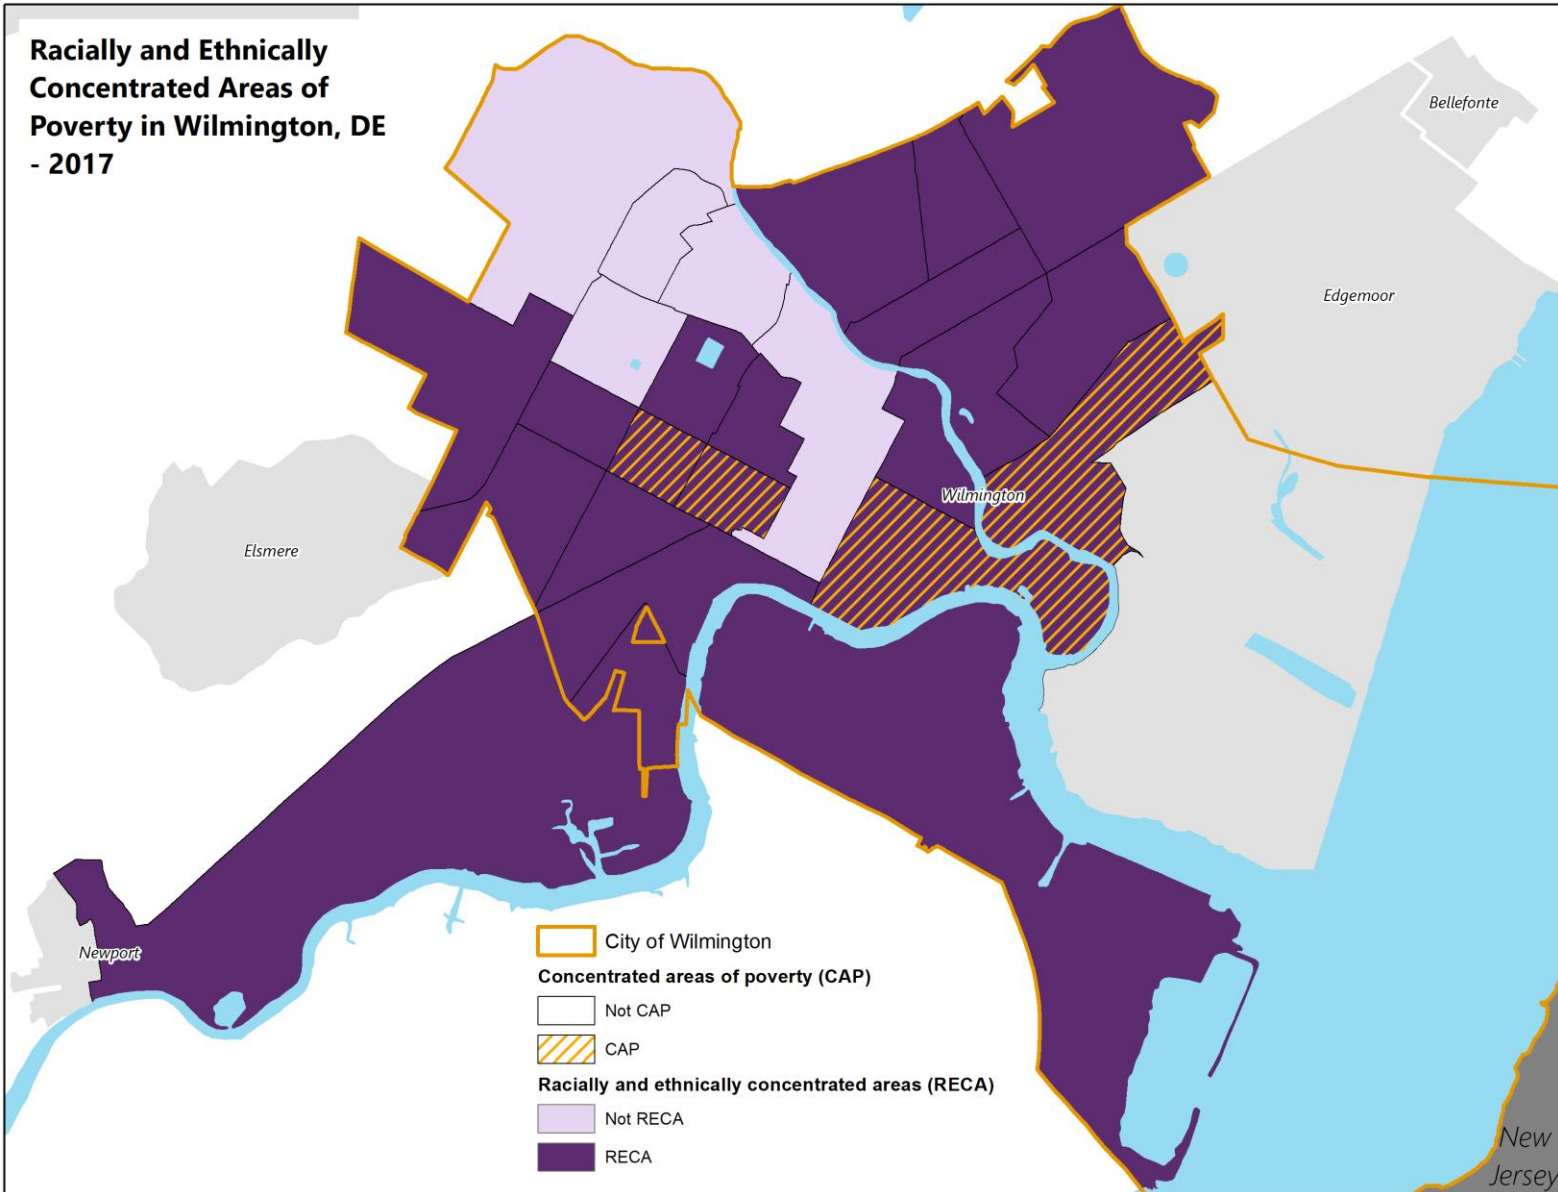 Racially and Ethnically
Concentrated Areas of
Poverty in Wilmington, DE
- 2017
Bellefonte
Edgemoor
Wilmington
Elsmere
Newport
City of Wilmington
Concentrated areas of poverty (CAP)
Not CAP
CAP
Racially and ethnically concentrated areas (RECA)
Not RECA
RECA
New
Jersey